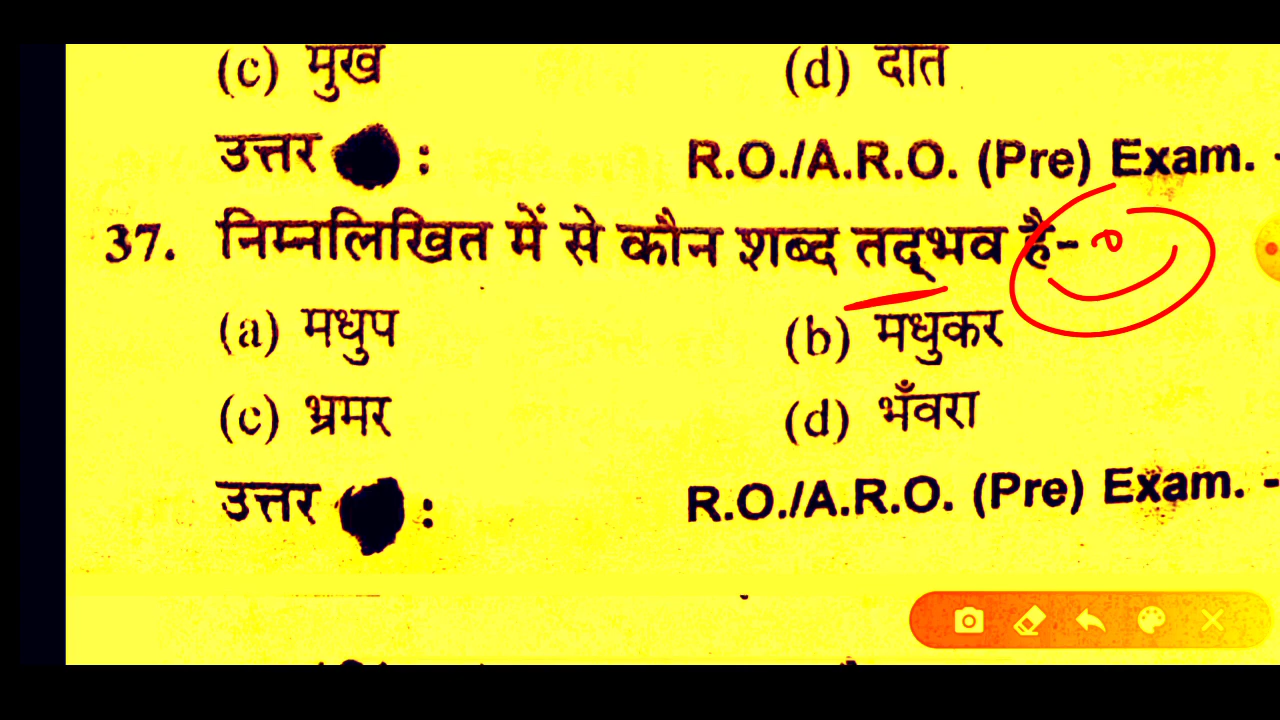 (c) मुख (d) दात
उत्तर : R.O./A.R.O. (Pre) Exam. -
37. निम्नलिखित में से कौन शब्द तद्भव है-
(a) मधुप (b) मधुकर
(c) भ्रमर (d) भँवरा
उत्तर : R.O./A.R.O. (Pre) Exam. -